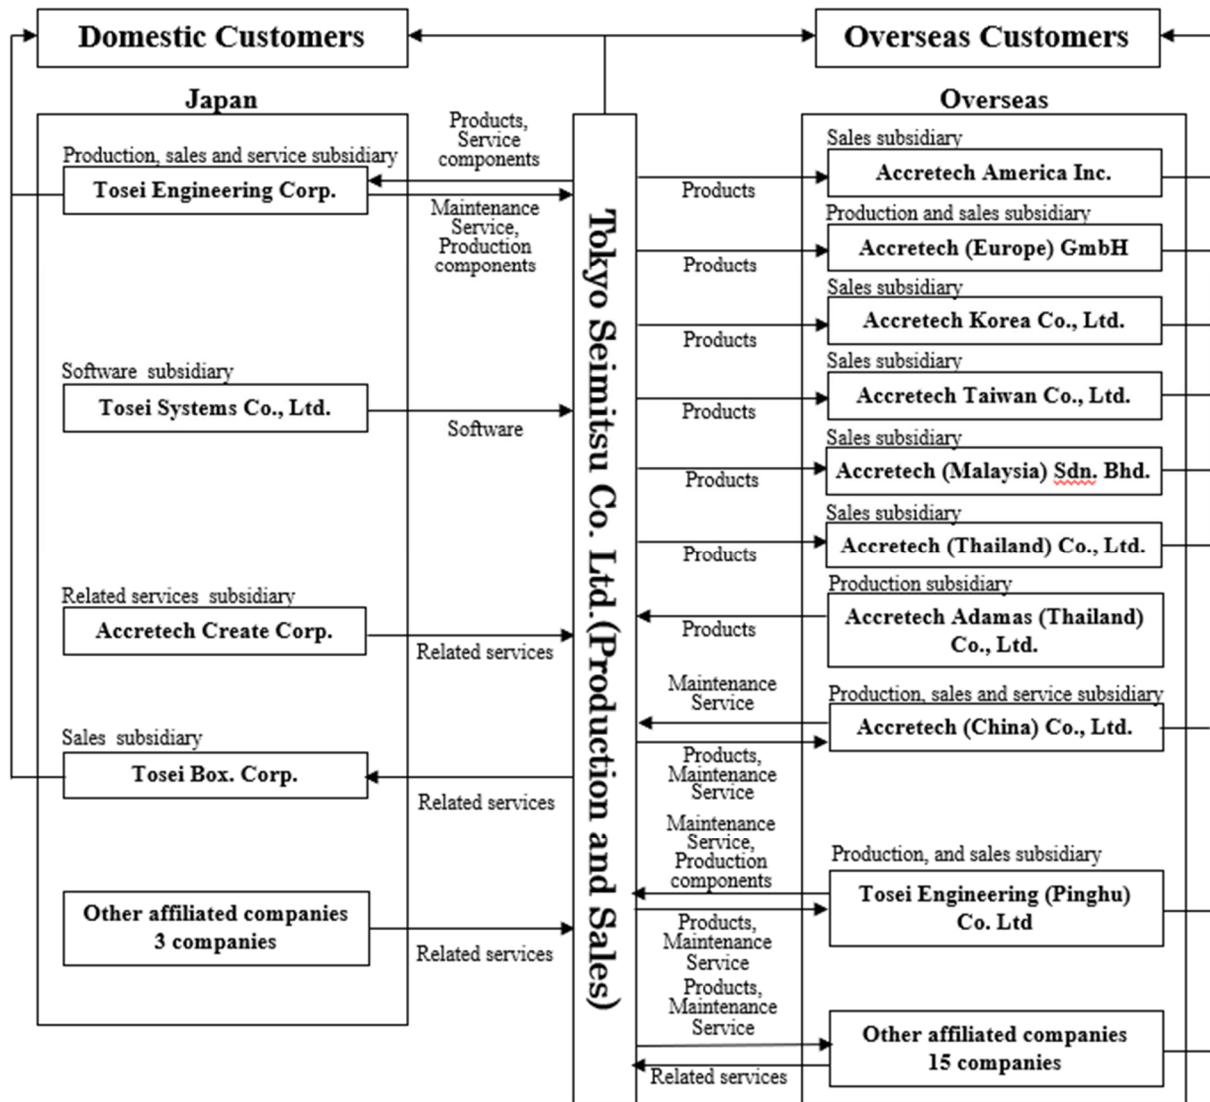 Domestic Customers
Overseas Customers
Japan
Overseas
Production, sales and service subsidiary
Tosei Engineering Corp.
Products,
Service
components
Maintenance
Service,
Production
components
Software  subsidiary
Tosei Systems Co., Ltd.
Software
Related services  subsidiary
Accretech Create Corp.
Related services
Sales  subsidiary
Tosei Box. Corp.
Related services
Other affiliated companies
3 companies
Related services
Tokyo Seimitsu Co. Ltd.(Production and Sales)
Sales subsidiary
Accretech America Inc.
Products
Production and sales subsidiary
Accretech (Europe) GmbH
Products
Sales subsidiary
Accretech Korea Co., Ltd.
Products
Sales subsidiary
Accretech Taiwan Co., Ltd.
Products
Sales subsidiary
Accretech (Malaysia) Sdn. Bhd.
Products
Sales subsidiary
Accretech (Thailand) Co., Ltd.
Products
Production subsidiary
Accretech Adamas (Thailand)
Co., Ltd.
Products
Maintenance
Service
Production, sales and service subsidiary
Accretech (China) Co., Ltd.
Products,
Maintenance
Service
Maintenance
Service,
Production
components
Production, and sales subsidiary
Tosei Engineering (Pinghu)
Co. Ltd
Products,
Maintenance
Service
Products,
Maintenance
Service
Other affiliated companies
15 companies
Related services